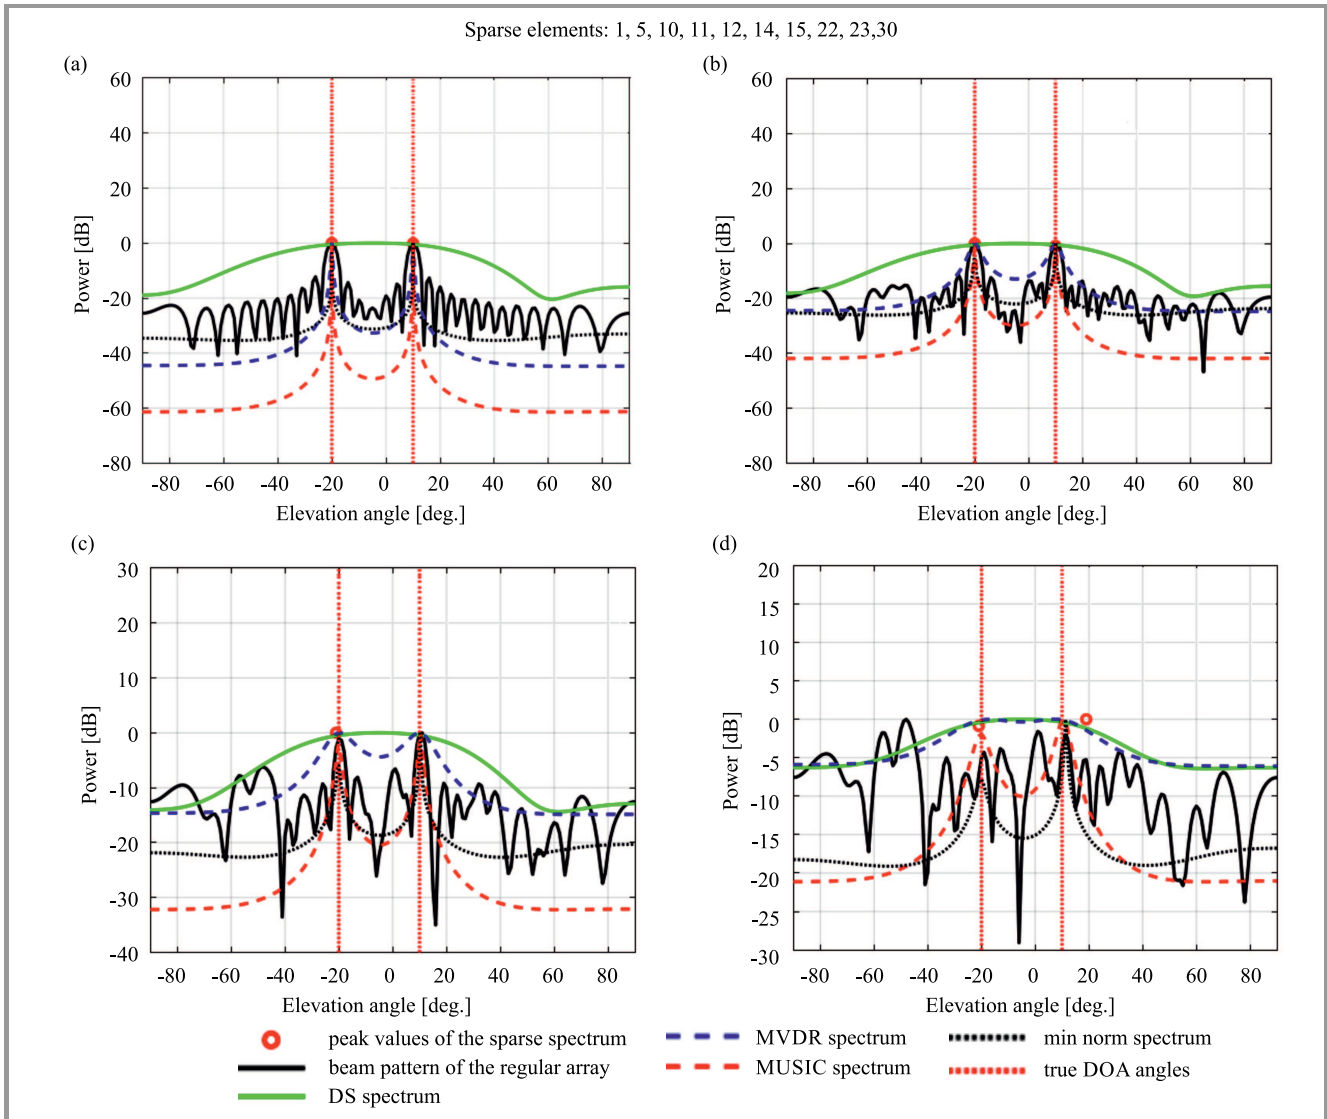 Sparse elements: 1, 5, 10, 11, 12, 14, 15, 22, 23,30
(a)
60
40
20
0
-20
-40
-60
-80
Power [dB]
-80 -60 -40 -20 0 20 40 60 80
Elevation angle [deg.]
(b)
60
40
20
0
-20
-40
-60
-80
Power [dB]
-80 -60 -40 -20 0 20 40 60 80
Elevation angle [deg.]
(c)
30
20
10
0
-10
-20
-30
-40
Power [dB]
-80 -60 -40 -20 0 20 40 60 80
Elevation angle [deg.]
(d)
20
15
10
5
0
-5
-10
-15
-20
-25
-30
Power [dB]
-80 -60 -40 -20 0 20 40 60 80
Elevation angle [deg.]
peak values of the sparse spectrum
beam pattern of the regular array
DS spectrum
MVDR spectrum
MUSIC spectrum
min norm spectrum
true DOA angles